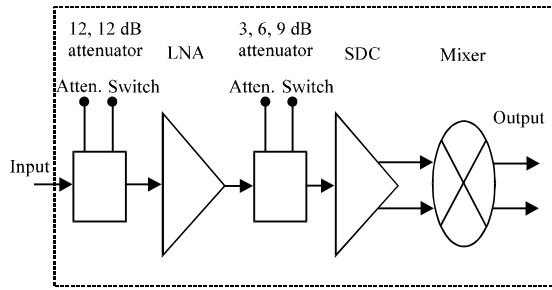 12, 12 dB
attenuator
LNA
3, 6, 9 dB
attenuator
SDC
Mixer
Atten. Switch
Atten. Switch
Output
Input